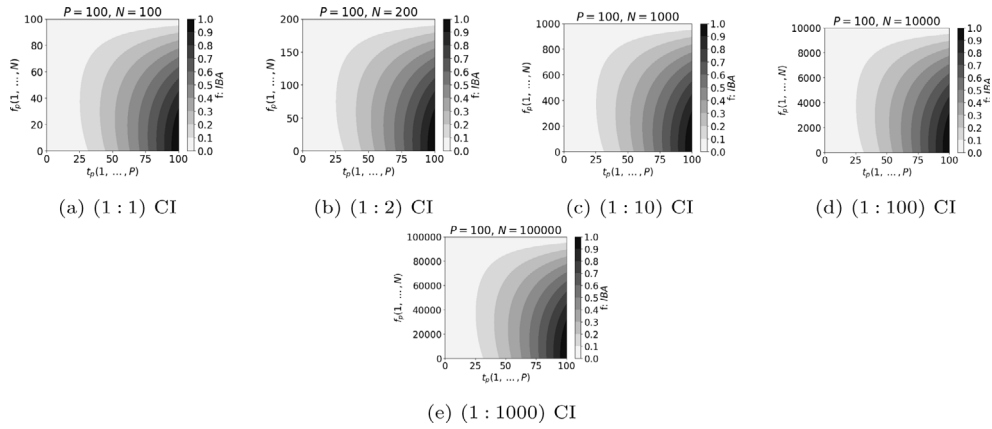 P = 100, N = 100
100
80
60
40
20
0
f_p(1, ..., N)
0 25 50 75 100
t_p(1, ..., P)
1.0
0.9
0.8
0.7
0.6
0.5
0.4
0.3
0.2
0.1
0.0
f: IBA
(a) (1 : 1) CI
P = 100, N = 200
200
150
100
50
0
f_p(1, ..., N)
0 25 50 75 100
t_p(1, ..., P)
1.0
0.9
0.8
0.7
0.6
0.5
0.4
0.3
0.2
0.1
0.0
f: IBA
(b) (1 : 2) CI
P = 100, N = 1000
1000
800
600
400
200
0
f_p(1, ..., N)
0 25 50 75 100
t_p(1, ..., P)
1.0
0.9
0.8
0.7
0.6
0.5
0.4
0.3
0.2
0.1
0.0
f: IBA
(c) (1 : 10) CI
P = 100, N = 10000
10000
8000
6000
4000
2000
0
f_p(1, ..., N)
0 25 50 75 100
t_p(1, ..., P)
1.0
0.9
0.8
0.7
0.6
0.5
0.4
0.3
0.2
0.1
0.0
f: IBA
(d) (1 : 100) CI
P = 100, N = 100000
100000
80000
60000
40000
20000
0
f_p(1, ..., N)
0 25 50 75 100
t_p(1, ..., P)
1.0
0.9
0.8
0.7
0.6
0.5
0.4
0.3
0.2
0.1
0.0
f: IBA
(e) (1 : 1000) CI